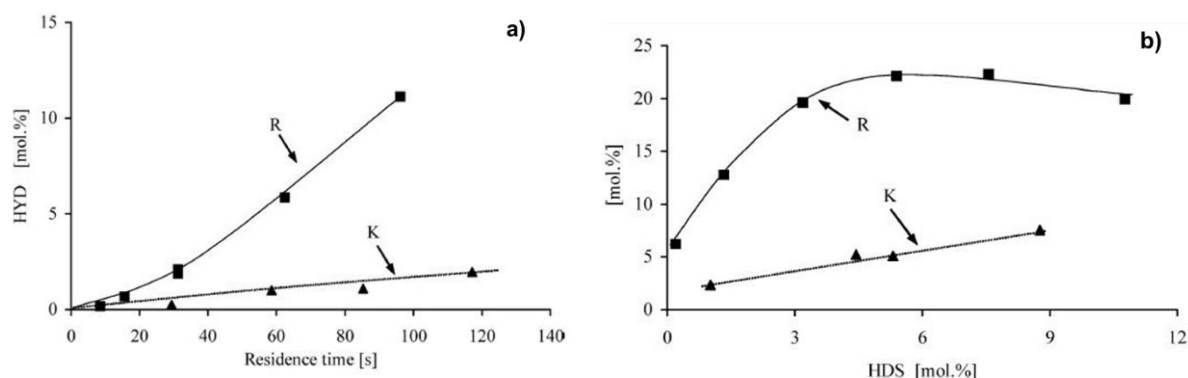 a)
15
10
5
0
HYD [mol.%]
R
K
0 20 40 60 80 100 120 140
Residence time [s]
b)
25
20
15
10
5
0
[mol.%]
R
K
0 3 6 9 12
HDS [mol.%]